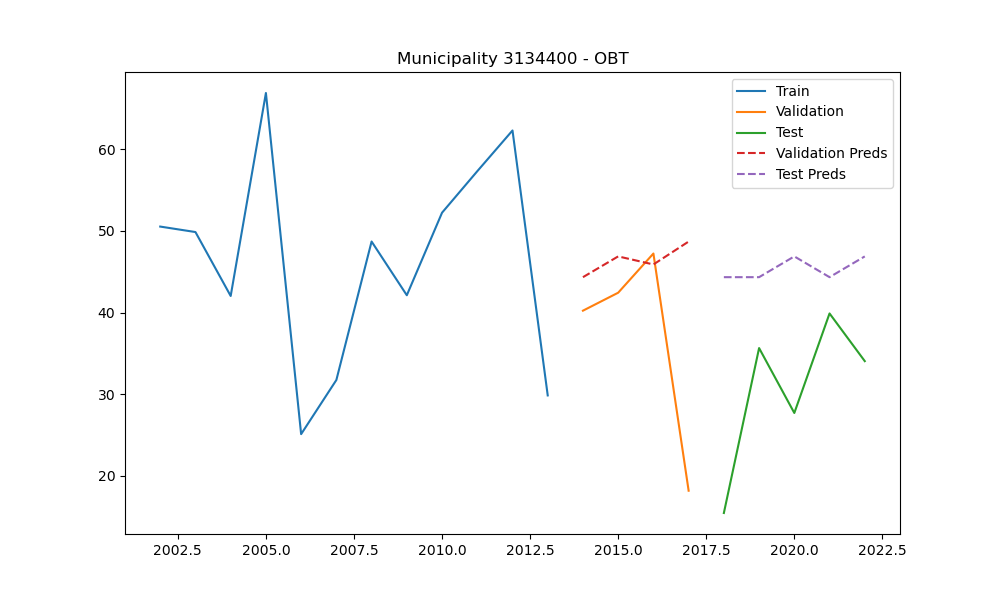 Municipality 3134400 - OBT
Train
Validation
Test
Validation Preds
Test Preds
60
50
40
30
20
2002.5 2005.0 2007.5 2010.0 2012.5 2015.0 2017.5 2020.0 2022.5